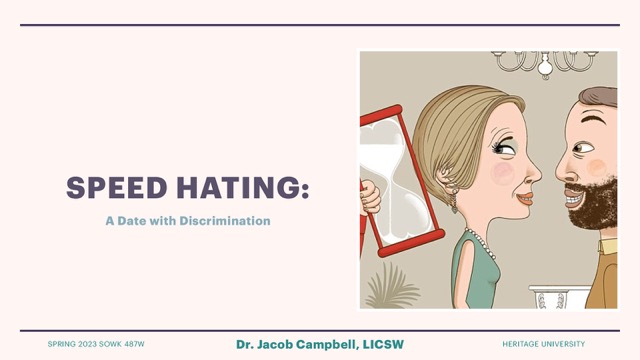 SPEED HATING:
A Date with Discrimination
SPRING 2023 SOWK 487W
Dr. Jacob Campbell, LICSW
HERITAGE UNIVERSITY